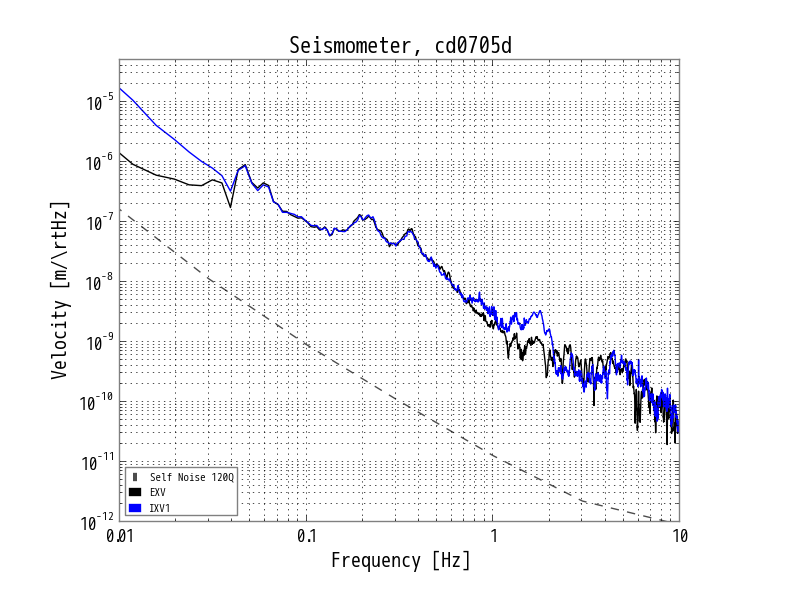 Seismometer, cd0705d
Velocity [m/\rtHz]
10^-5
10^-6
10^-7
10^-8
10^-9
10^-10
10^-11
10^-12
Self Noise 120Q
EXV
IXV1
0.01
0.1
1
10
Frequency [Hz]